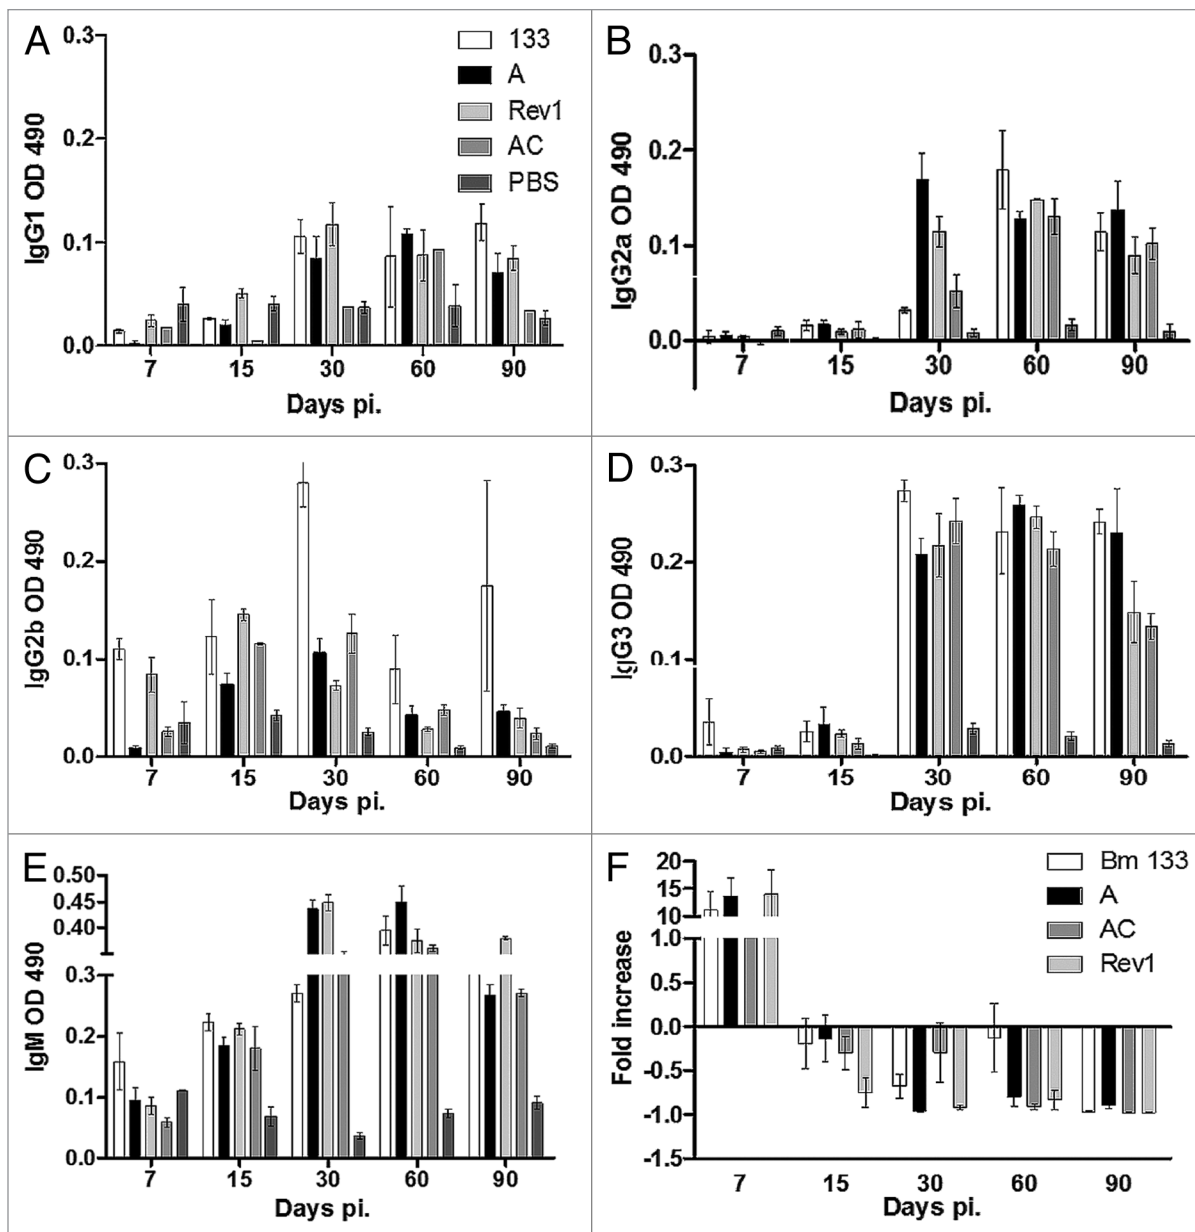 A
IgG1 OD 490
0.3
0.2
0.1
0.0
7 15 30 60 90
Days pi.
133
A
Rev1
AC
PBS
B
IgG2a OD 490
0.3
0.2
0.1
0.0
7 15 30 60 90
Days pi.
C
IgG2b OD 490
0.3
0.2
0.1
0.0
7 15 30 60 90
Days pi.
D
IgG3 OD 490
0.3
0.2
0.1
0.0
7 15 30 60 90
Days pi.
E
IgM OD 490
0.50
0.45
0.40
0.3
0.2
0.1
0.0
7 15 30 60 90
Days pi.
F
Fold increase
20
15
10
1.0
0.5
0.0
-0.5
-1.0
-1.5
7 15 30 60 90
Days pi.
Bm 133
A
AC
Rev1